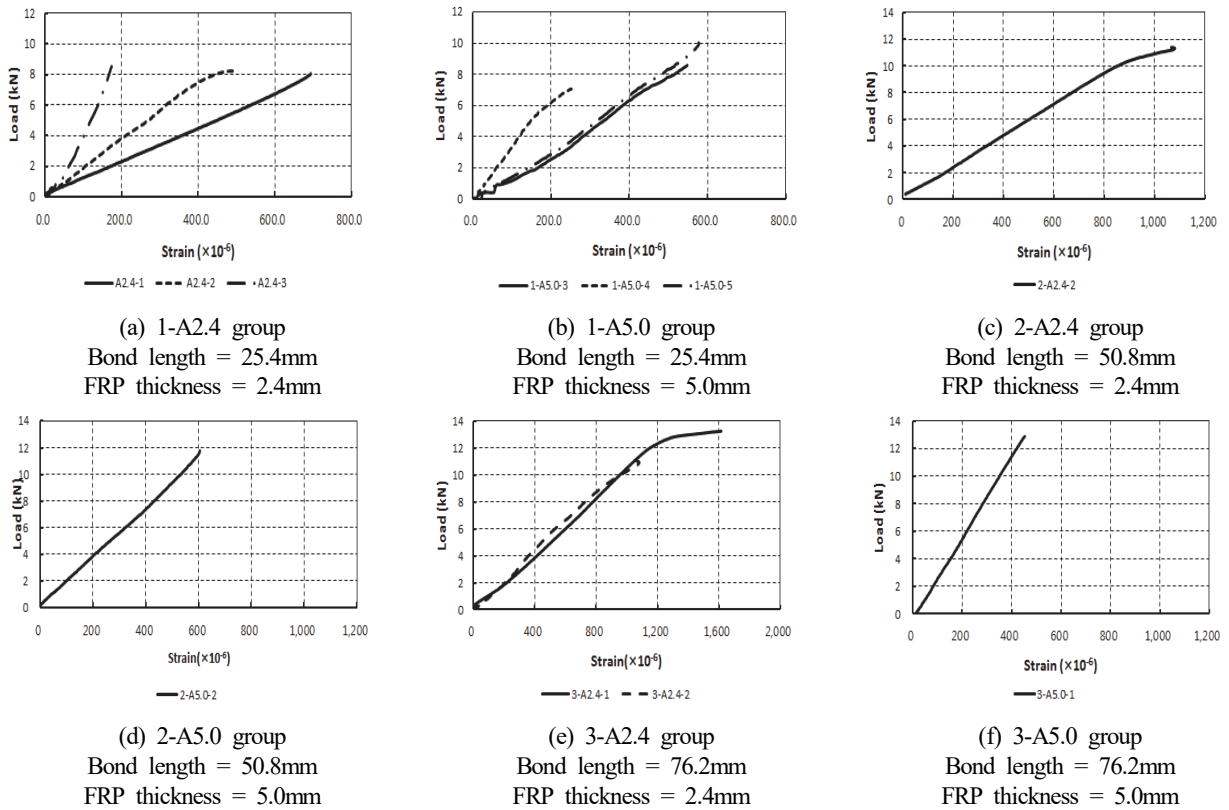 12
10
8
6
4
2
0
Load (kN)
0.0 200.0 400.0 600.0 800.0
Strain (×10-6)
A2.4-1 A2.4-2 A2.4-3
(a) 1-A2.4 group
Bond length = 25.4mm
FRP thickness = 2.4mm
12
10
8
6
4
2
0
Load (kN)
0.0 200.0 400.0 600.0 800.0
Strain (×10-6)
1-A5.0-3 1-A5.0-4 1-A5.0-5
(b) 1-A5.0 group
Bond length = 25.4mm
FRP thickness = 5.0mm
14
12
10
8
6
4
2
0
Load (kN)
0 200 400 600 800 1,000 1,200
Strain (×10-6)
2-A2.4-2
(c) 2-A2.4 group
Bond length = 50.8mm
FRP thickness = 2.4mm
14
12
10
8
6
4
2
0
Load (kN)
0 200 400 600 800 1,000 1,200
Strain(×10-6)
2-A5.0-2
(d) 2-A5.0 group
Bond length = 50.8mm
FRP thickness = 5.0mm
14
12
10
8
6
4
2
0
Load (kN)
0 400 800 1,200 1,600 2,000
Strain(×10-6)
3-A2.4-1 3-A2.4-2
(e) 3-A2.4 group
Bond length = 76.2mm
FRP thickness = 2.4mm
14
12
10
8
6
4
2
0
Load (kN)
0 200 400 600 800 1,000 1,200
Strain (×10-6)
3-A5.0-1
(f) 3-A5.0 group
Bond length = 76.2mm
FRP thickness = 5.0mm